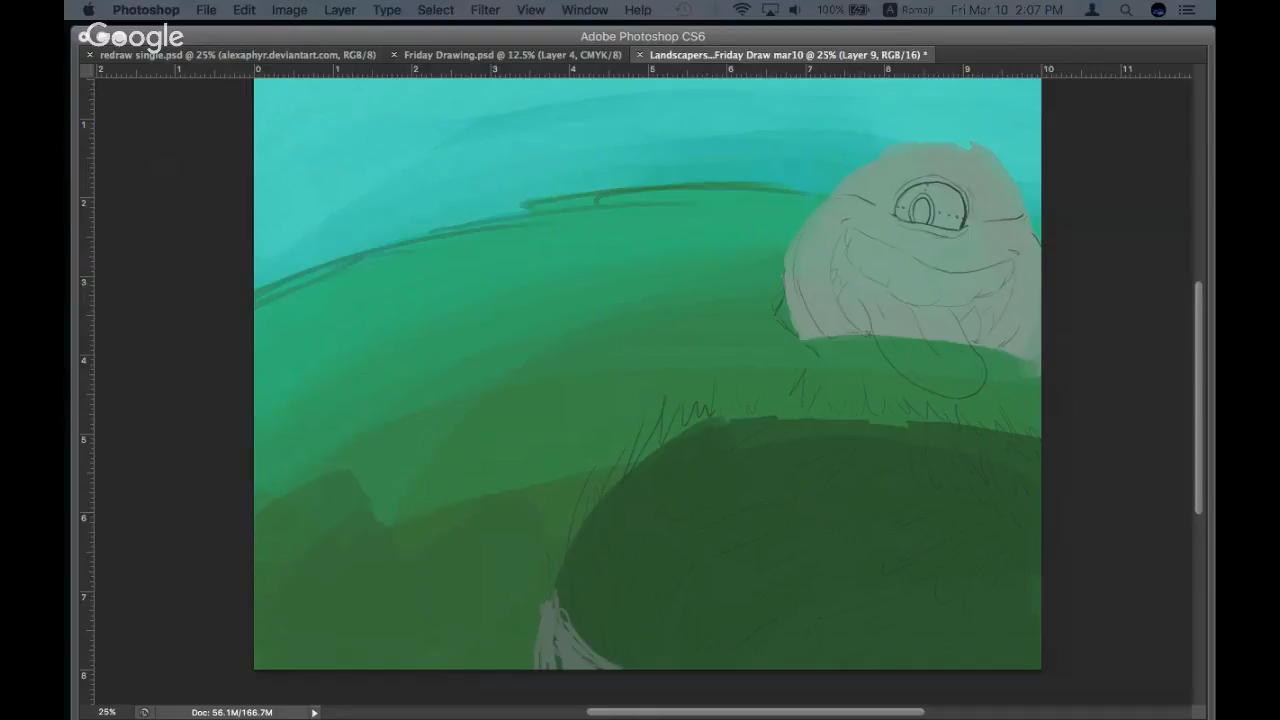 Photoshop File Edit Image Layer Type Select Filter View Window Help 100% A Romaji Fri Mar 10 2:07 PM
Google
Adobe Photoshop CS6
× redraw single.psd @ 25% (alexaphyr.deviantart.com, RGB/8) × Friday Drawing.psd @ 12.5% (Layer 4, CMYK/8) × Landscapers...Friday Draw mar10 @ 25% (Layer 9, RGB/16) *
2 1 0 1 2 3 4 5 6 7 8 9 10 11
1
2
3
4
5
6
7
8
25% Doc: 56.1M/166.7M